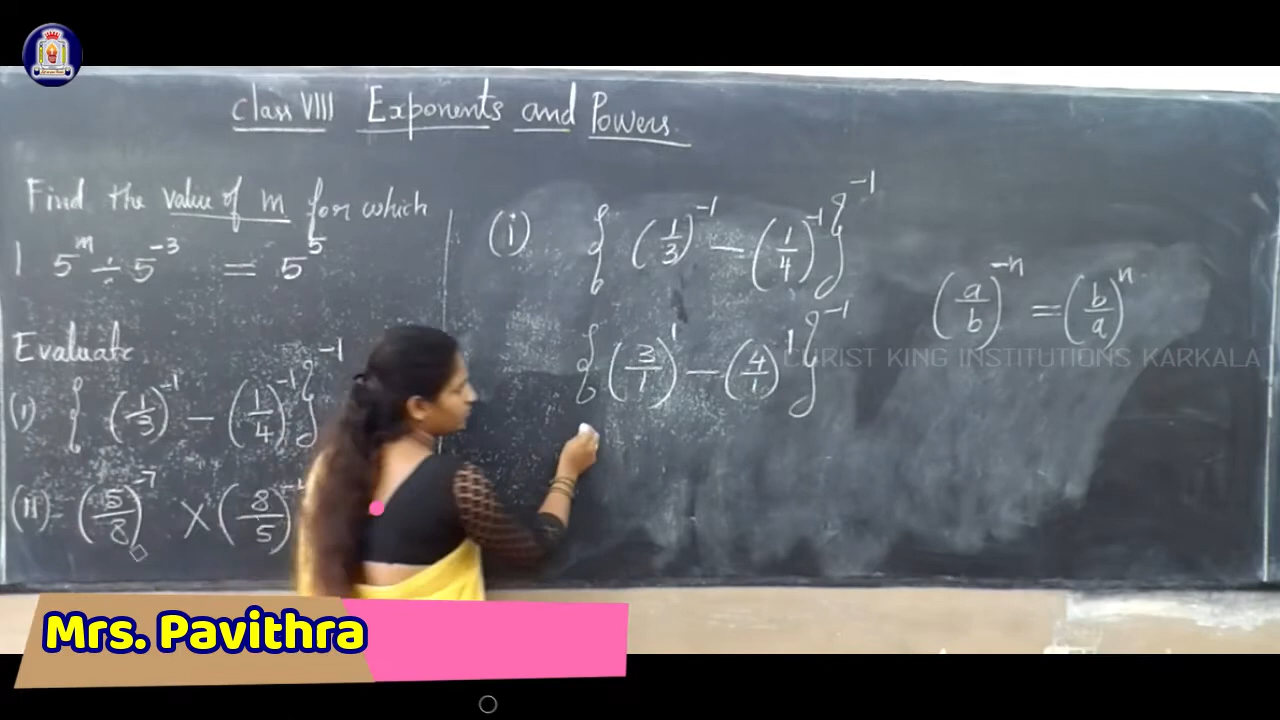 Class VIII Exponents and Powers
Find the value of m for which
1 5^m ÷ 5^-3 = 5^5
Evaluate
(i) { (1/3)^-1 - (1/4)^-1 }^-1
(ii) (5/8)^-7 × (8/5)
(i) { (1/3)^-1 - (1/4)^-1 }^-1
{ (3/1)^1 - (4/1)^1 }^-1
(a/b)^-n = (b/a)^n
CHRIST KING INSTITUTIONS KARKALA
Mrs. Pavithra